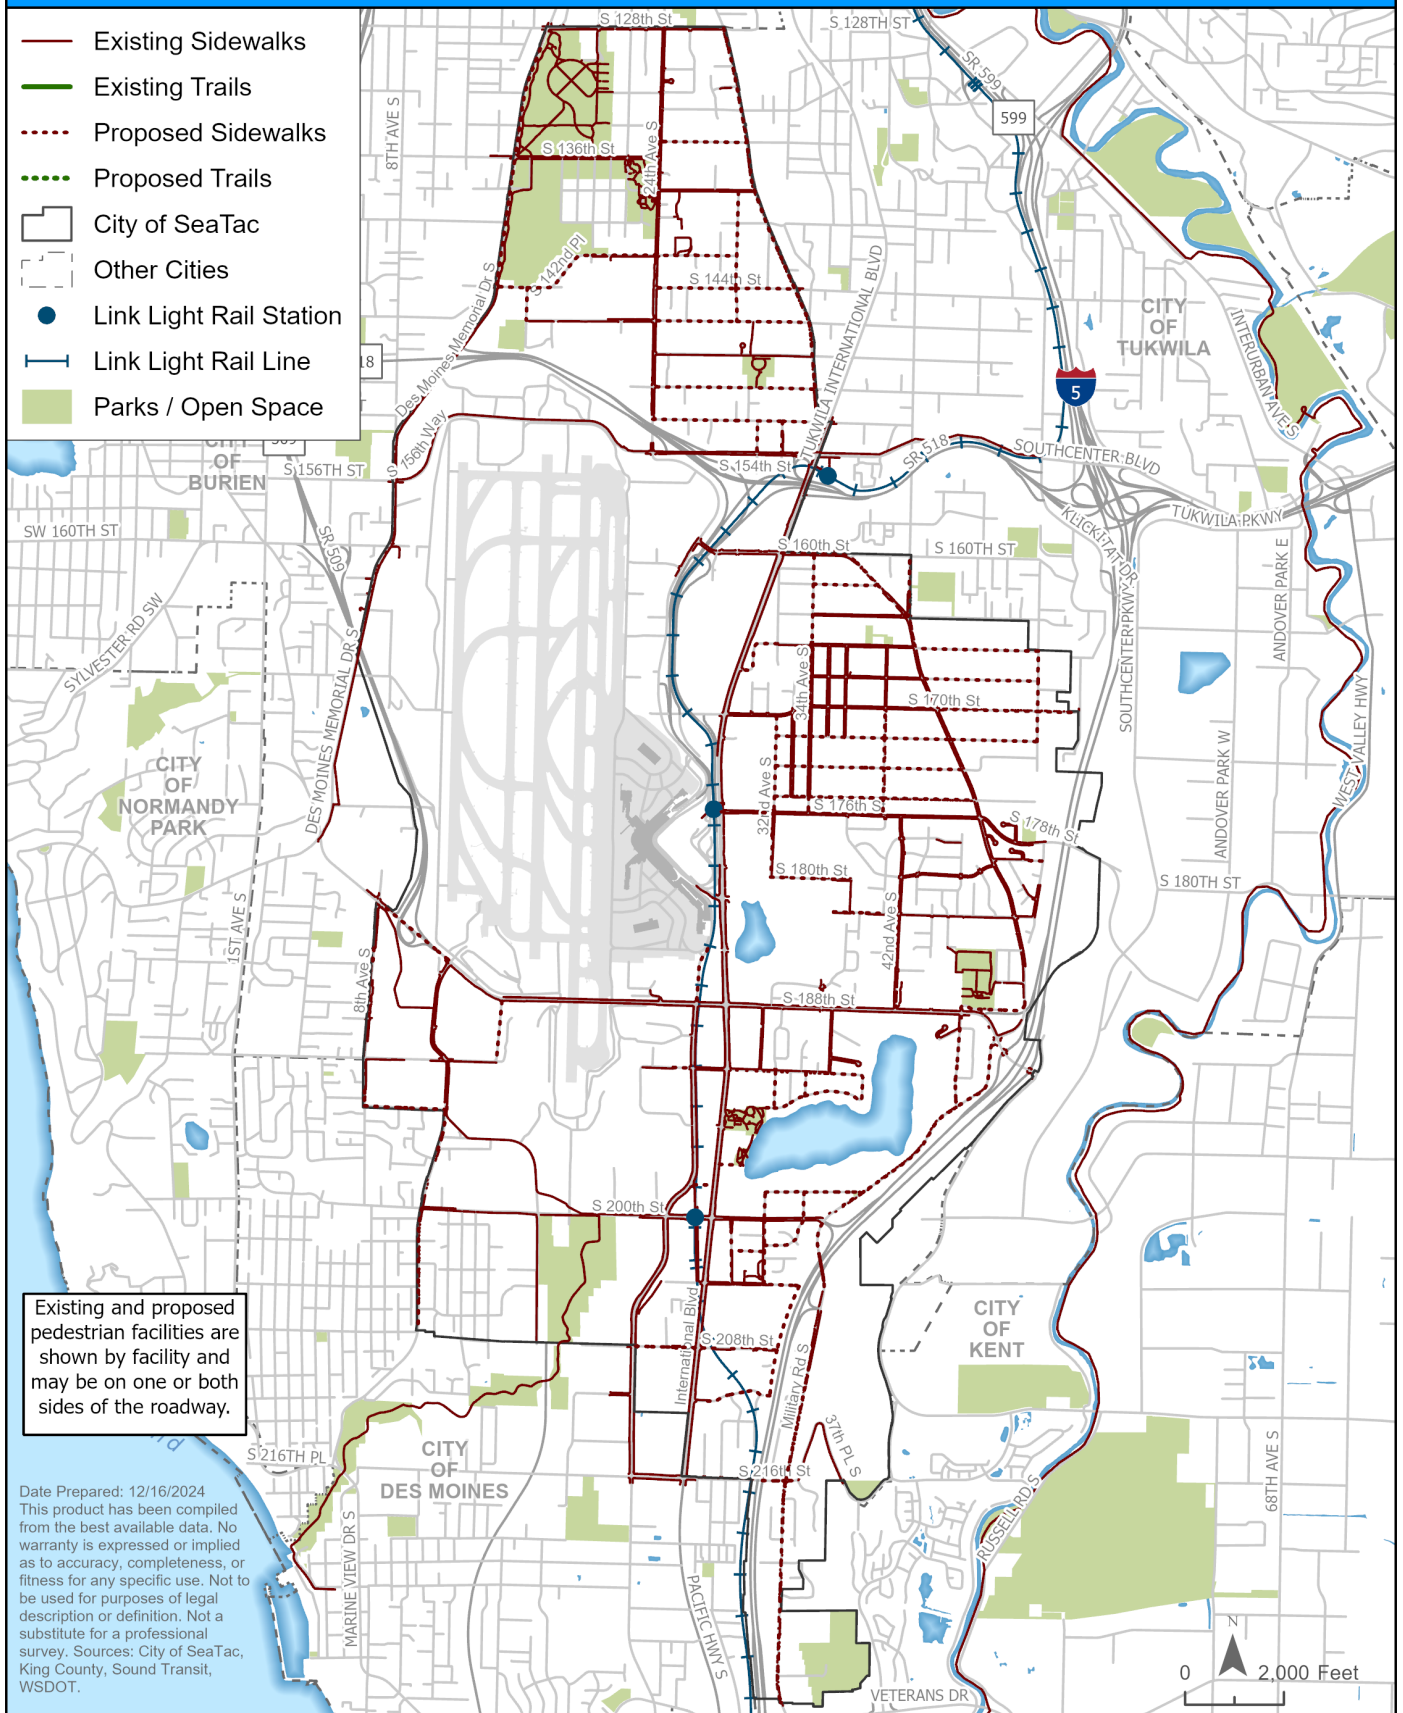 Existing Sidewalks
Existing Trails
Proposed Sidewalks
Proposed Trails
City of SeaTac
Other Cities
Link Light Rail Station
Link Light Rail Line
Parks / Open Space
S 128th St
S 128TH ST
SR 599
599
8TH AVE S
24th Ave S
S 136th St
S 142nd Pl
S 144th St
Des Moines Memorial Dr S
TUKWILA INTERNATIONAL BLVD
CITY
OF
TUKWILA
INTERURBAN AVE S
5
18
509
CITY
OF
BURIEN
S 156TH ST
S 156th Way
S 154th St
SR 518
SOUTHCENTER BLVD
TUKWILA PKWY
KLICKITAT DR
SW 160TH ST
SR 509
S 160th St
S 160TH ST
ANDOVER PARK E
SYLVESTER RD SW
DES MOINES MEMORIAL DR S
34th Ave S
S 170th St
SOUTHCENTER PKWY
WEST VALLEY HWY
ANDOVER PARK W
CITY
OF
NORMANDY
PARK
32nd Ave S
S 176th S
S 178th St
S 180th St
S 180TH ST
42nd Ave S
1ST AVE S
8th Ave S
S 188th St
S 200th St
International Blvd
S 208th St
Military Rd S
37th PL S
S 216th St
CITY
OF
KENT
Existing and proposed
pedestrian facilities are
shown by facility and
may be on one or both
sides of the roadway.
nd
S 216TH PL
CITY
OF
DES MOINES
MARINE VIEW DR S
PACIFIC HWY S
RUSSELL RD S
68TH AVE S
VETERANS DR
Date Prepared: 12/16/2024
This product has been compiled
from the best available data. No
warranty is expressed or implied
as to accuracy, completeness, or
fitness for any specific use. Not to
be used for purposes of legal
description or definition. Not a
substitute for a professional
survey. Sources: City of SeaTac,
King County, Sound Transit,
WSDOT.
N
0 2,000 Feet